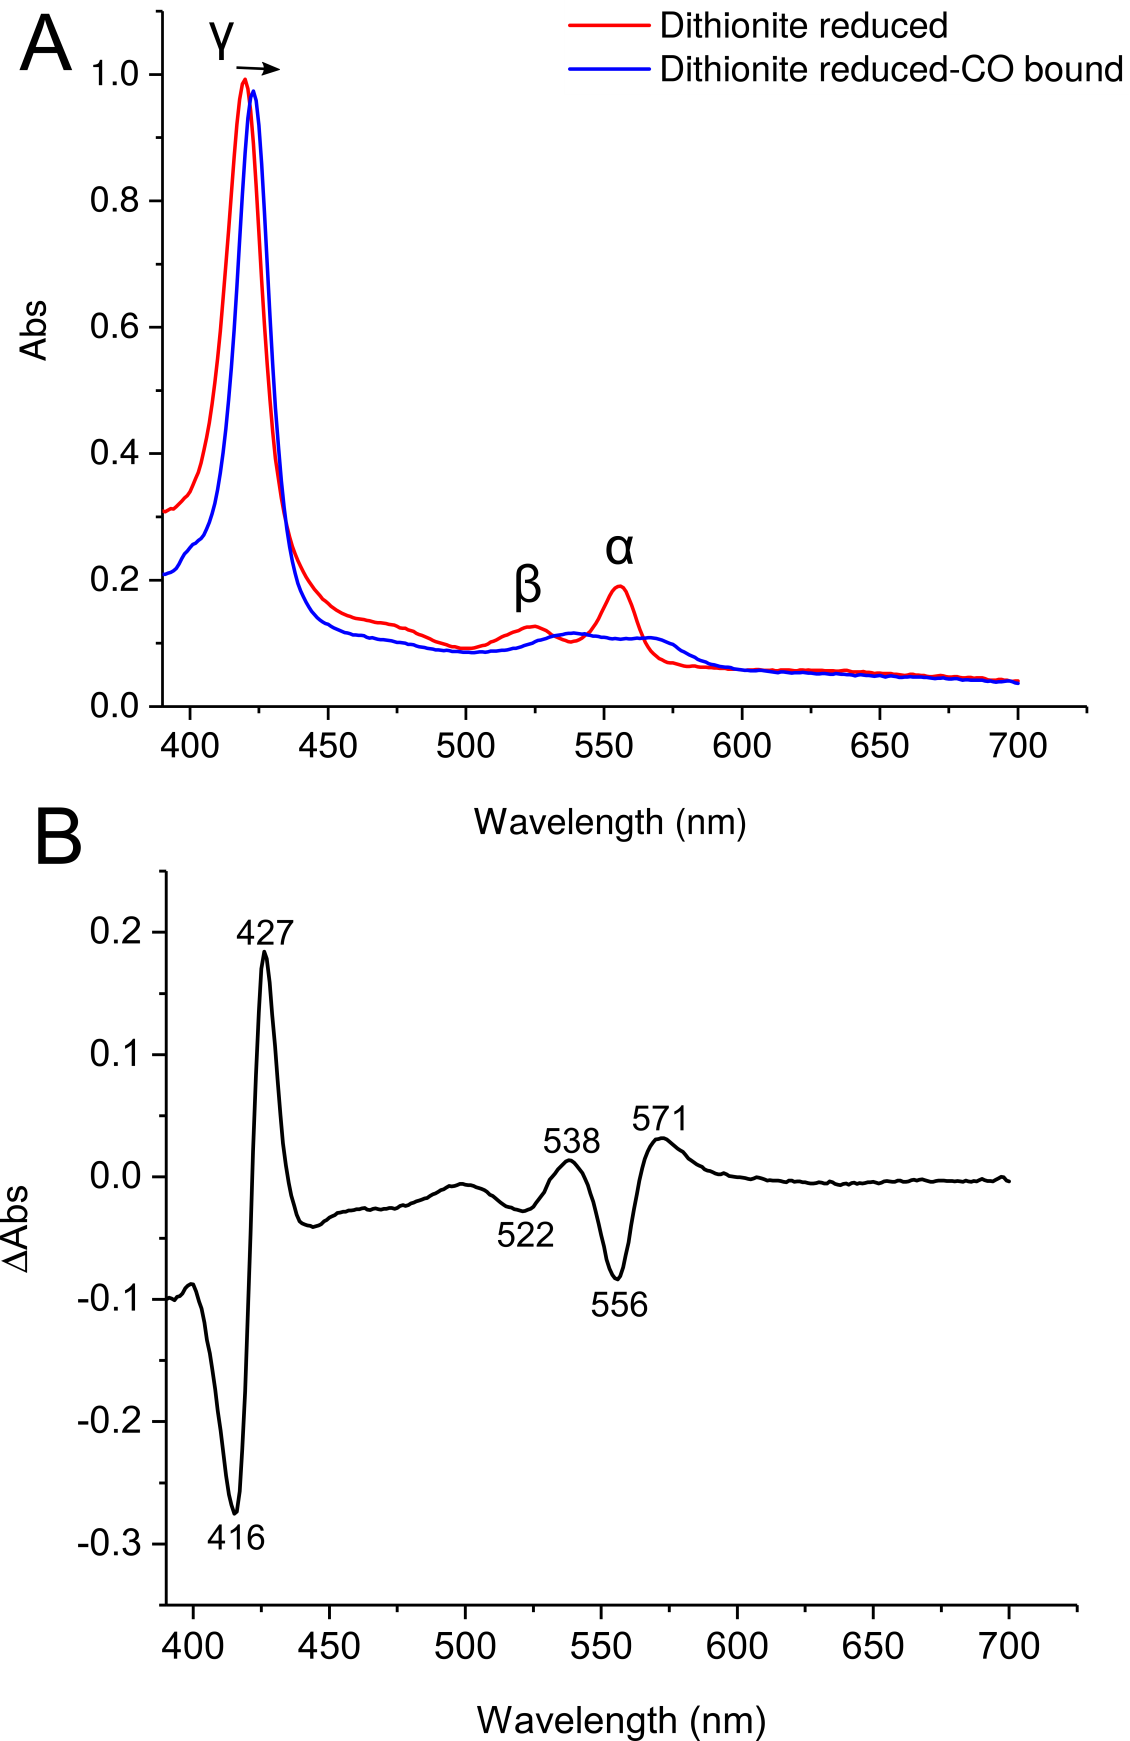 A
γ
Dithionite reduced
Dithionite reduced-CO bound
1.0
0.8
0.6
0.4
0.2
0.0
Abs
β
α
400 450 500 550 600 650 700
Wavelength (nm)
B
0.2
0.1
0.0
-0.1
-0.2
-0.3
ΔAbs
427
416
522
538
556
571
400 450 500 550 600 650 700
Wavelength (nm)